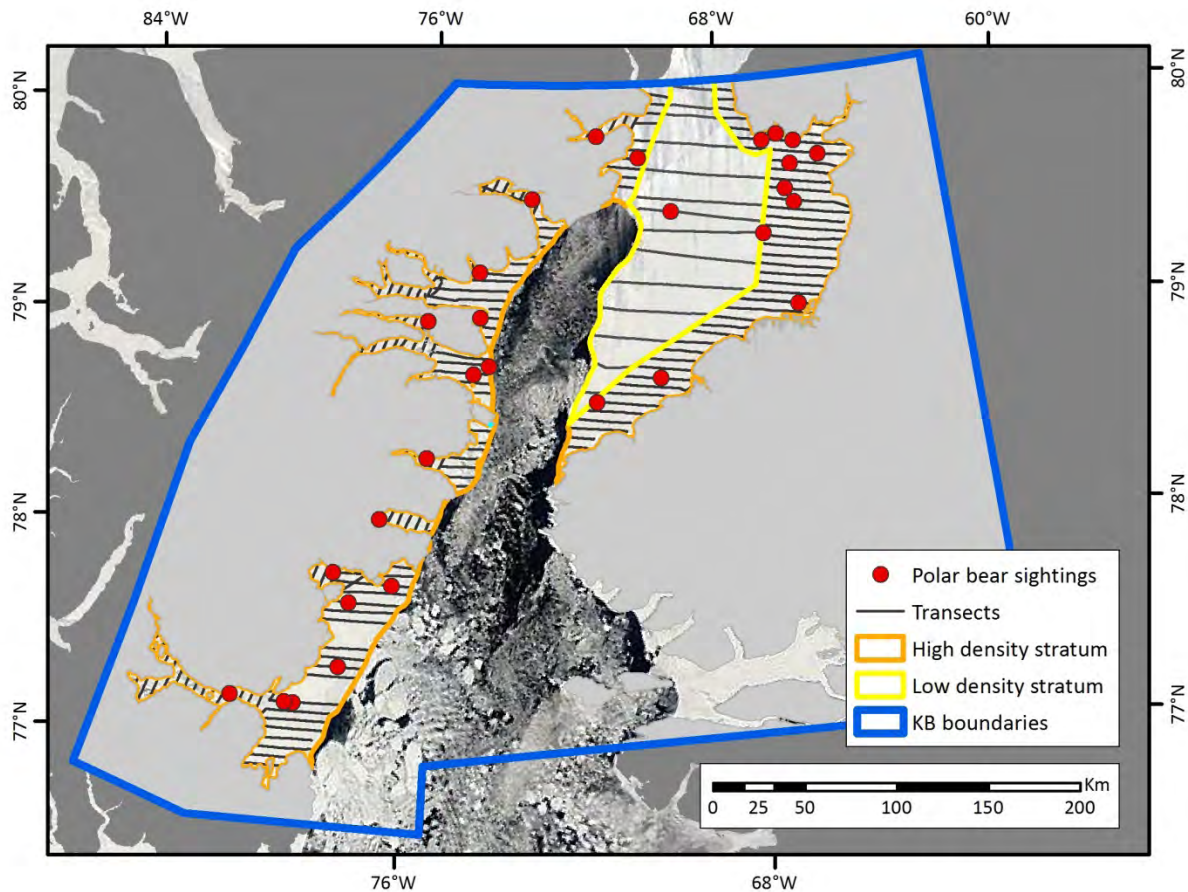 84°W 76°W 68°W 60°W
80°N 80°N
79°N 79°N
78°N 78°N
77°N 77°N
Polar bear sightings
Transects
High density stratum
Low density stratum
KB boundaries
Km
0 25 50 100 150 200
76°W 68°W